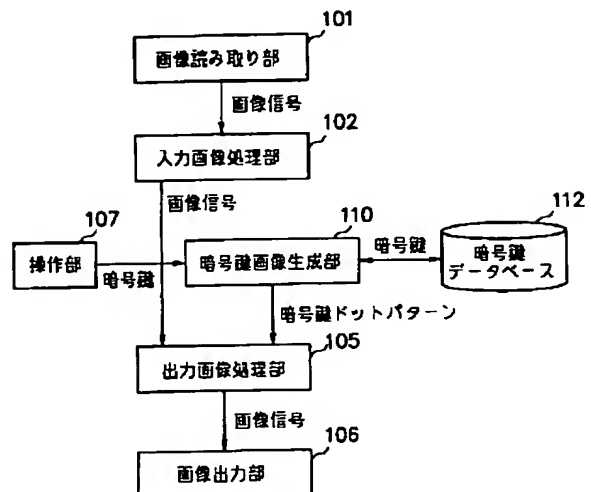 101
画像読み取り部
画像信号
102
入力画像処理部
画像信号
107
操作部
暗号鍵
110
暗号鍵画像生成部
暗号鍵
112
暗号鍵
データベース
暗号鍵ドットパターン
105
出力画像処理部
画像信号
106
画像出力部